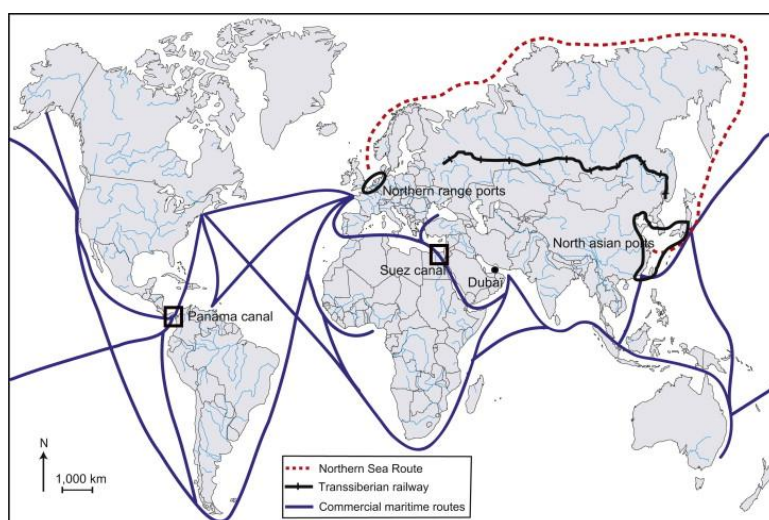 Northern range ports
North asian ports
Suez canal
Dubai
Panama canal
N
1,000 km
Northern Sea Route
Transsiberian railway
Commercial maritime routes